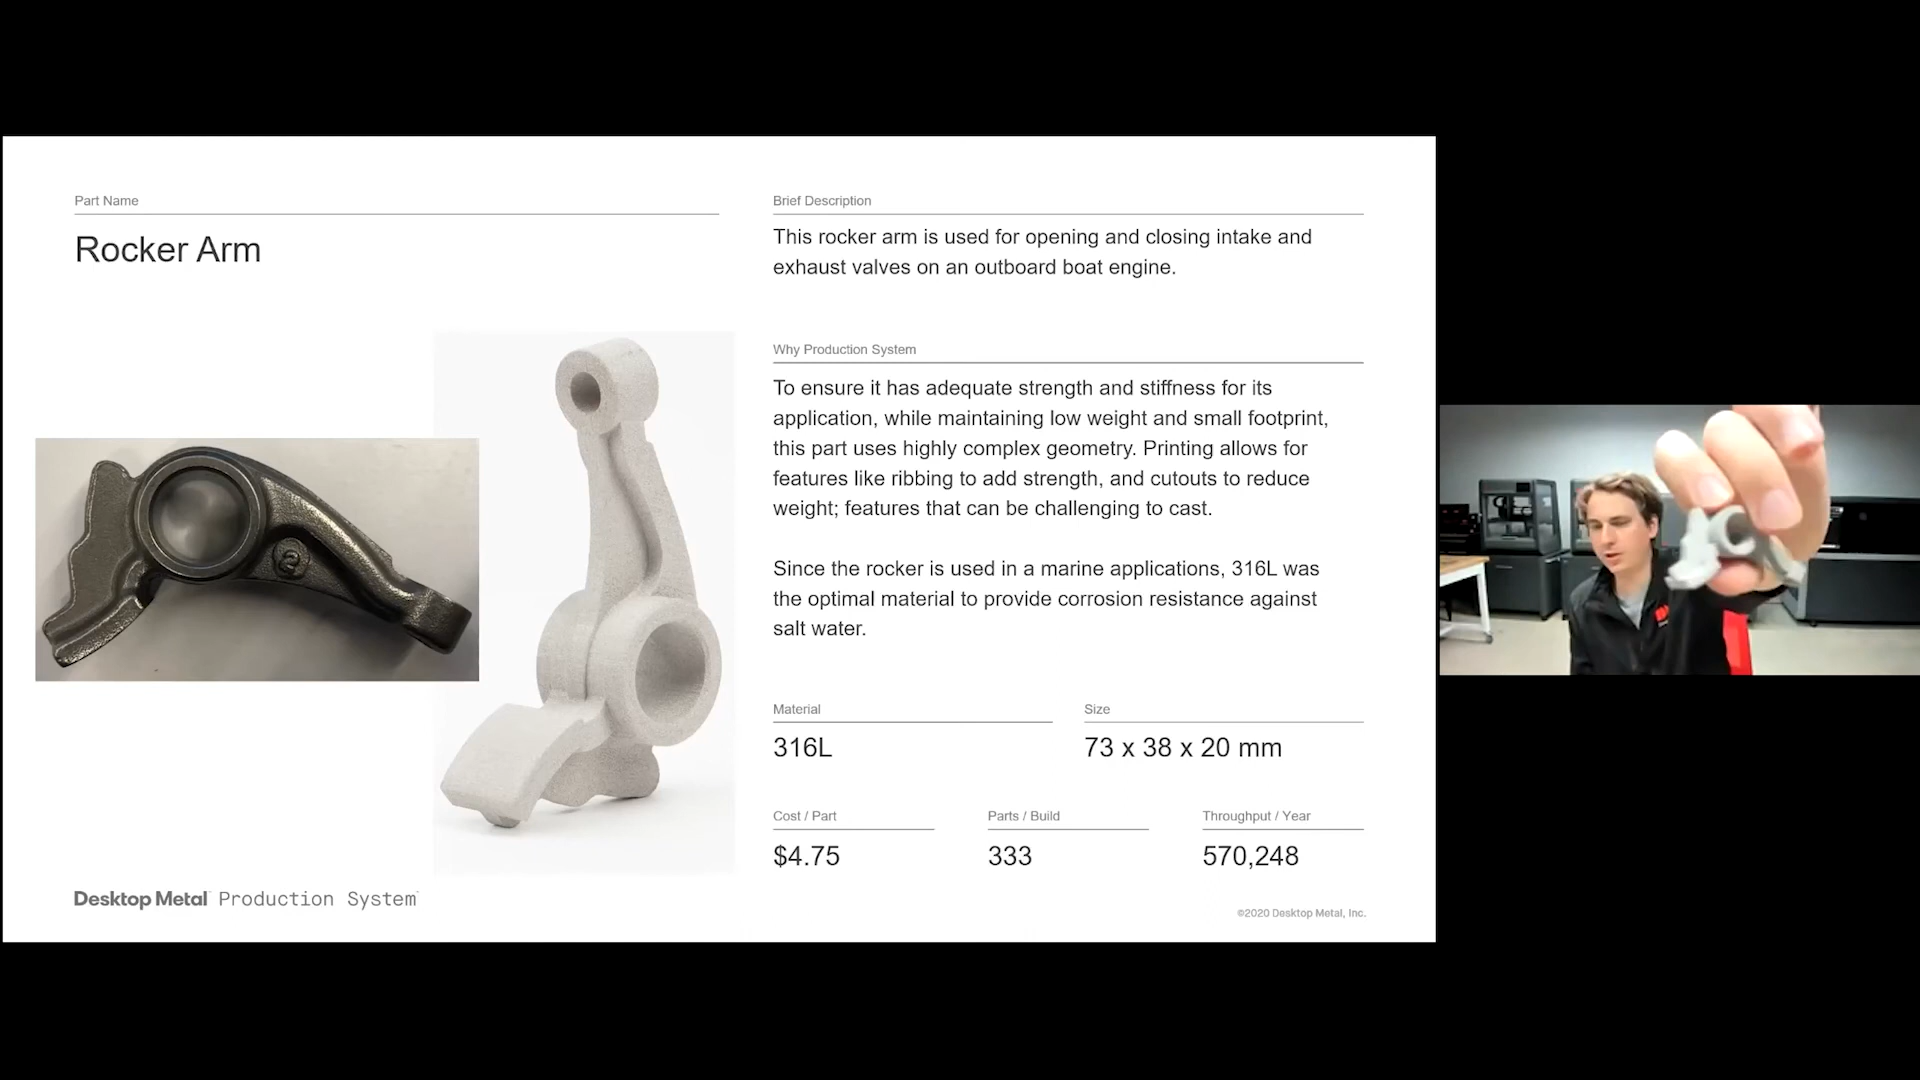 Part Name
Rocker Arm
2
Desktop Metal Production System
Brief Description
This rocker arm is used for opening and closing intake and
exhaust valves on an outboard boat engine.
Why Production System
To ensure it has adequate strength and stiffness for its
application, while maintaining low weight and small footprint,
this part uses highly complex geometry. Printing allows for
features like ribbing to add strength, and cutouts to reduce
weight; features that can be challenging to cast.
Since the rocker is used in a marine applications, 316L was
the optimal material to provide corrosion resistance against
salt water.
Material
316L
Size
73 x 38 x 20 mm
Cost / Part
$4.75
Parts / Build
333
Throughput / Year
570,248
©2020 Desktop Metal, Inc.